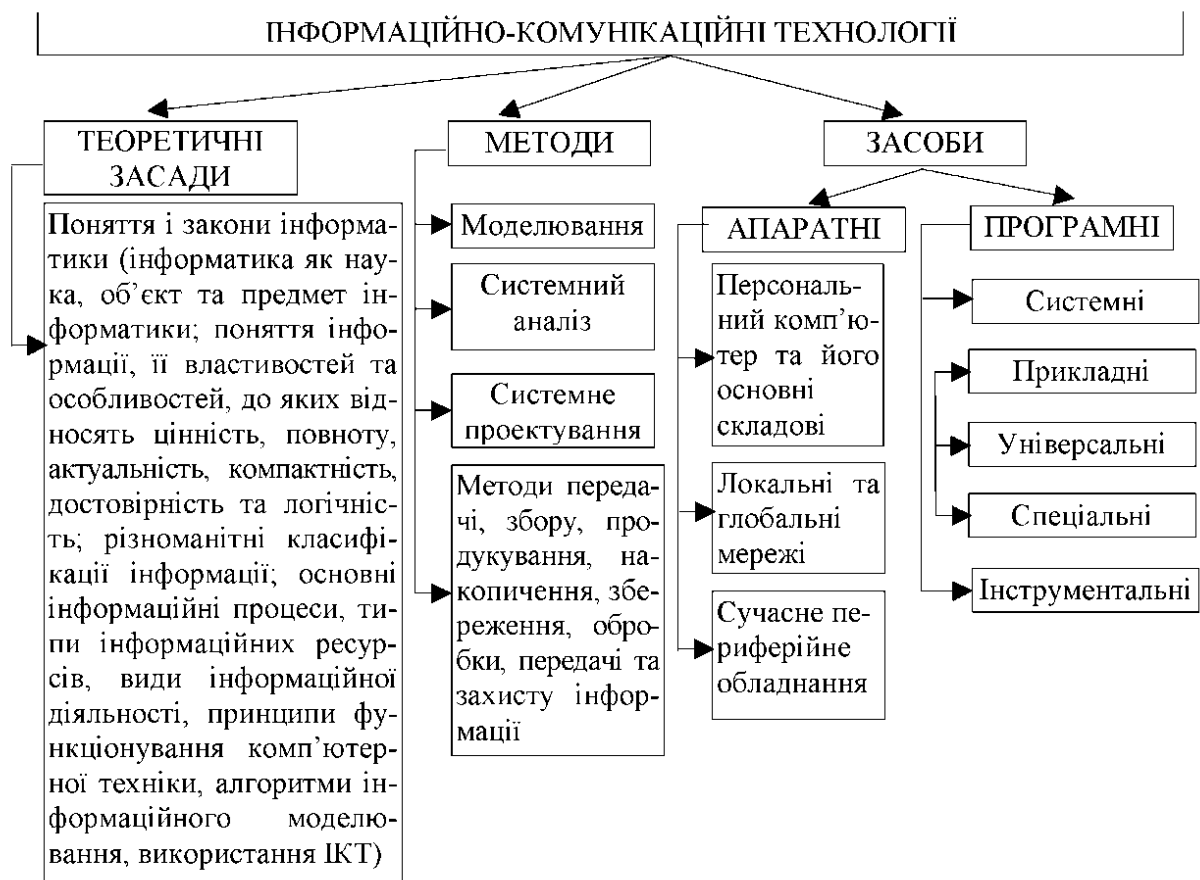 ІНФОРМАЦІЙНО-КОМУНІКАЦІЙНІ ТЕХНОЛОГІЇ
ТЕОРЕТИЧНІ
ЗАСАДИ
Поняття і закони інформа-
тики (інформатика як нау-
ка, об’єкт та предмет ін-
форматики; поняття інфо-
рмації, її властивостей та
особливостей, до яких від-
носять цінність, повноту,
актуальність, компактність,
достовірність та логічніс-
ть; різноманітні класифі-
кації інформації; основні
інформаційні процеси, ти-
пи інформаційних ресур-
сів, види інформаційної
діяльності, принципи фу-
нкціонування комп’ютер-
ної техніки, алгоритми ін-
формаційного моделю-
вання, використання ІКТ)
МЕТОДИ
Моделювання
Системний
аналіз
Системне
проектування
Методи переда-
чі, збору, про-
дукування, на-
копичення, збе-
реження, обро-
бки, передачі та
захисту інфор-
мації
ЗАСОБИ
АПАРАТНІ
Персональ-
ний комп’ю-
тер та його
основні
складові
Локальні та
глобальні
мережі
Сучасне пе-
риферійне
обладнання
ПРОГРАМНІ
Системні
Прикладні
Універсальні
Спеціальні
Інструментальні